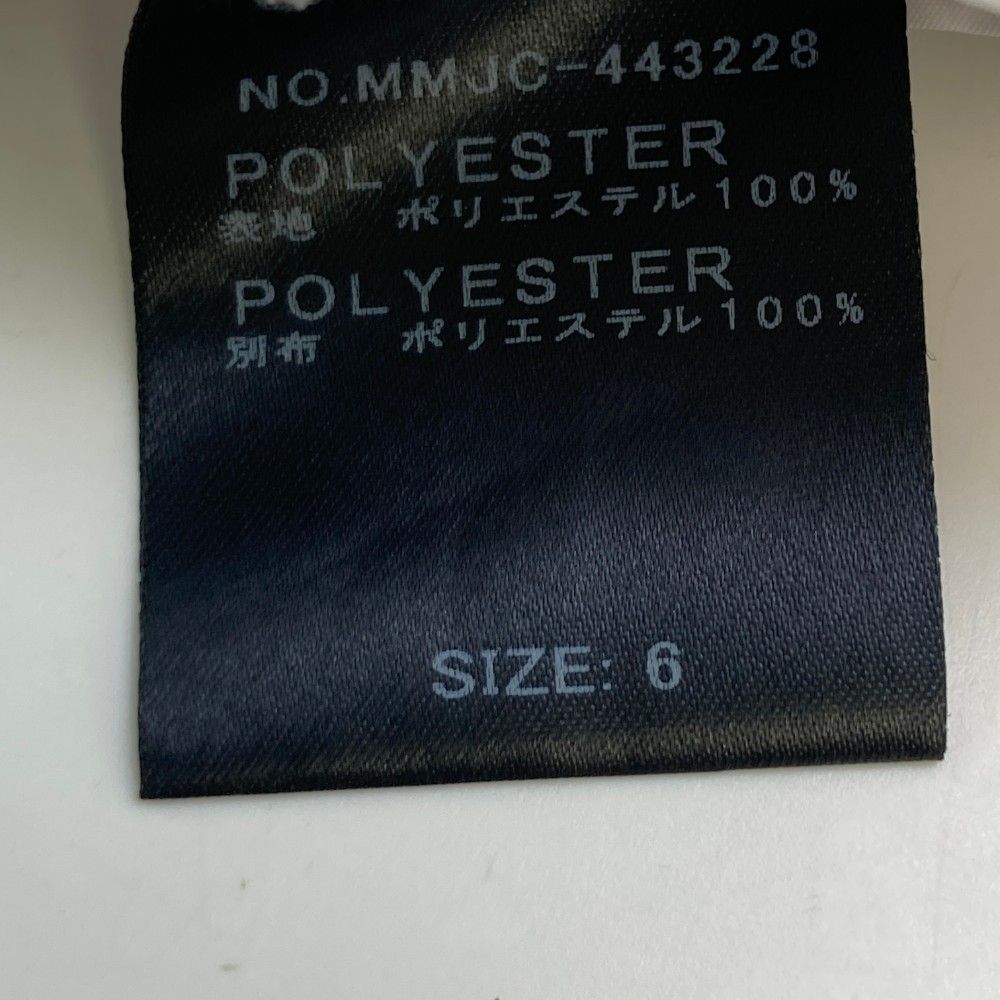 NO.MMJC-443228
POLYESTER
表地 ポリエステル100%
POLYESTER
別布 ポリエステル100%
SIZE: 6